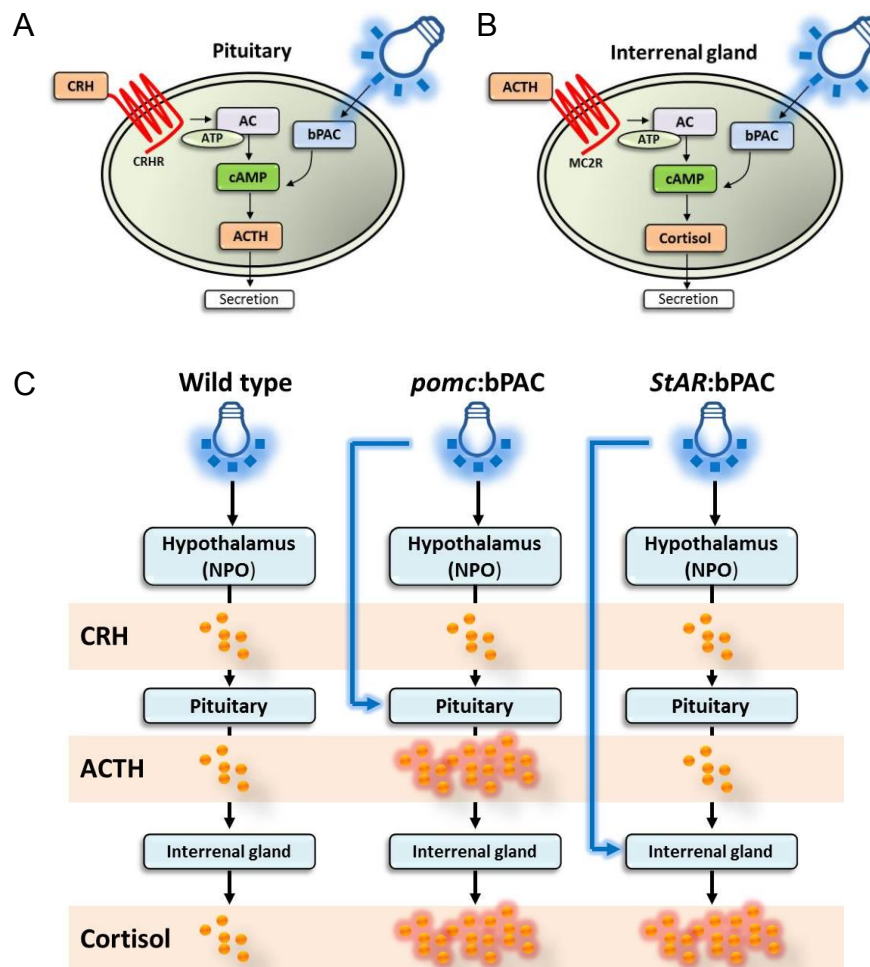 A
Pituitary
CRH
CRHR
ATP
AC
bPAC
cAMP
ACTH
Secretion
B
Interrenal gland
ACTH
MC2R
ATP
AC
bPAC
cAMP
Cortisol
Secretion
C
Wild type
pomc:bPAC
StAR:bPAC
Hypothalamus
(NPO)
Hypothalamus
(NPO)
Hypothalamus
(NPO)
CRH
Pituitary
Pituitary
Pituitary
ACTH
Interrenal gland
Interrenal gland
Interrenal gland
Cortisol